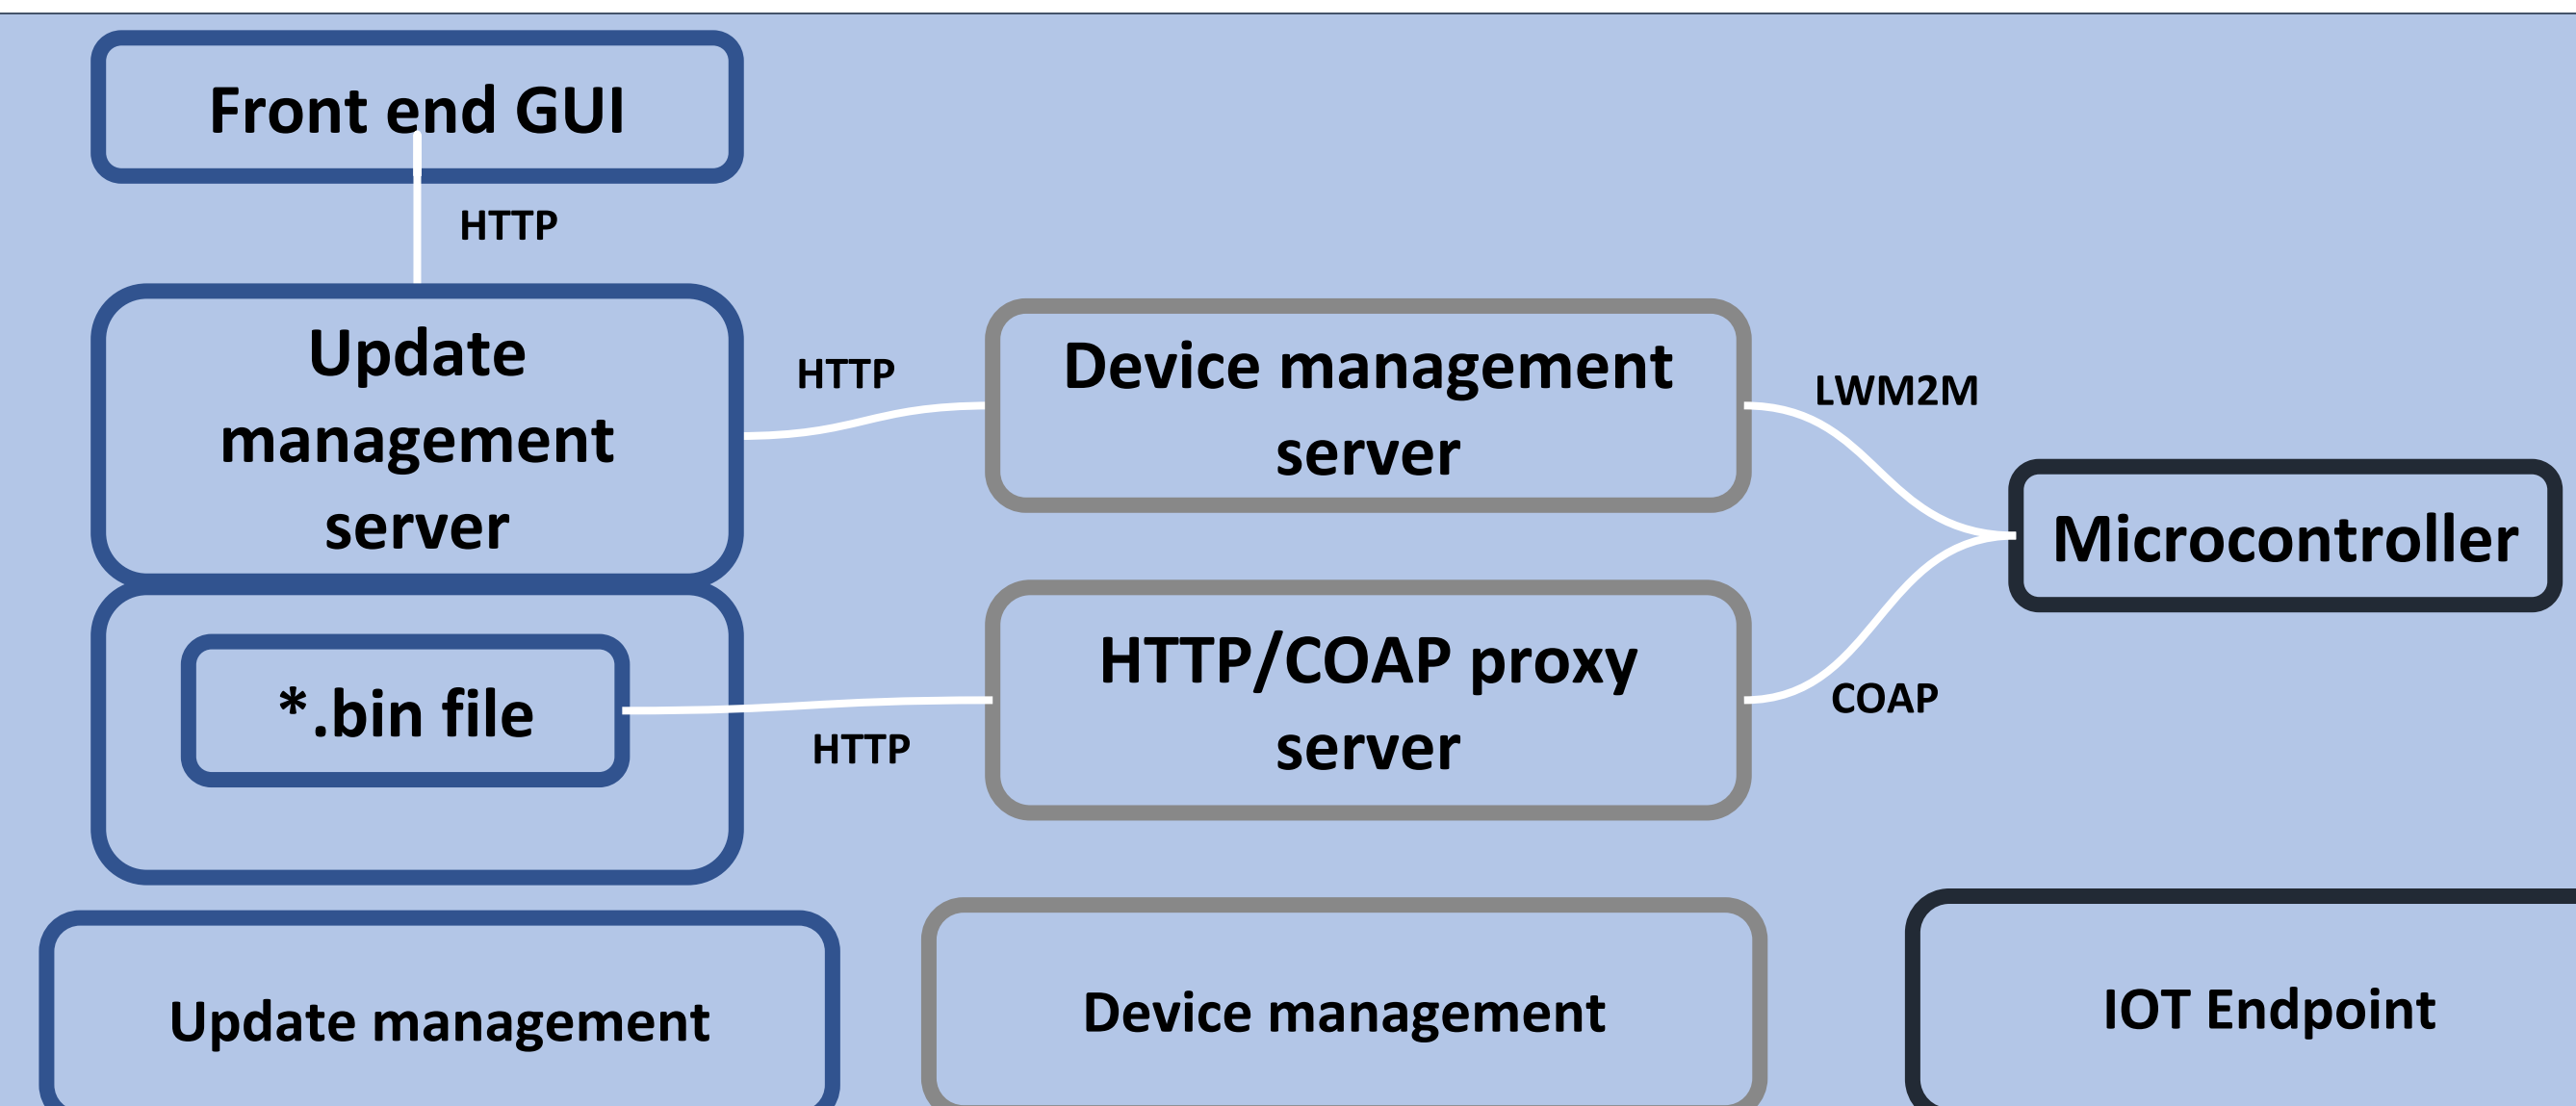 Front end GUI
HTTP
Update
management
server
HTTP
Device management
server
LWM2M
Microcontroller
*.bin file
HTTP
HTTP/COAP proxy
server
COAP
Update management
Device management
IOT Endpoint